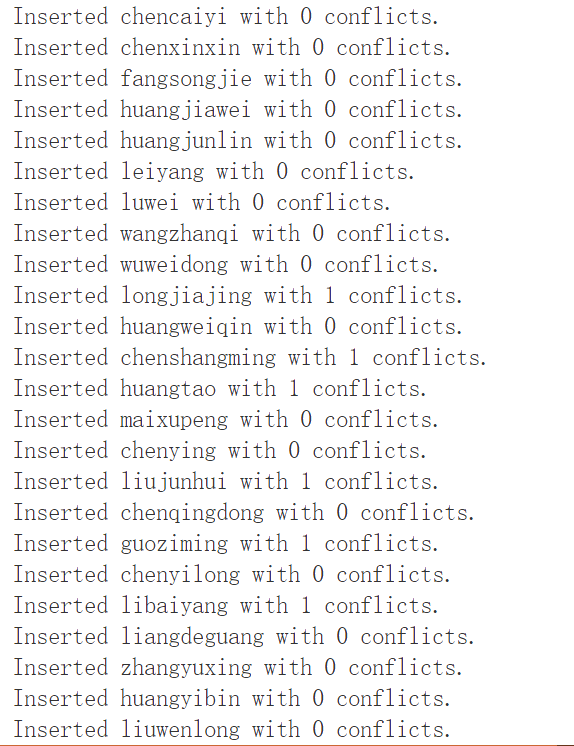 Inserted chencaiyi with 0 conflicts.
Inserted chenxinxin with 0 conflicts.
Inserted fangsongjie with 0 conflicts.
Inserted huangjiawei with 0 conflicts.
Inserted huangjunlin with 0 conflicts.
Inserted leiyang with 0 conflicts.
Inserted luwei with 0 conflicts.
Inserted wangzhanqi with 0 conflicts.
Inserted wuweidong with 0 conflicts.
Inserted longjiajing with 1 conflicts.
Inserted huangweiqin with 0 conflicts.
Inserted chenshangming with 1 conflicts.
Inserted huangtao with 1 conflicts.
Inserted maixupeng with 0 conflicts.
Inserted chenying with 0 conflicts.
Inserted liujunhui with 1 conflicts.
Inserted chenqingdong with 0 conflicts.
Inserted guoziming with 1 conflicts.
Inserted chenyilong with 0 conflicts.
Inserted libaiyang with 1 conflicts.
Inserted liangdeguang with 0 conflicts.
Inserted zhangyuxing with 0 conflicts.
Inserted huangyibin with 0 conflicts.
Inserted liuwenlong with 0 conflicts.